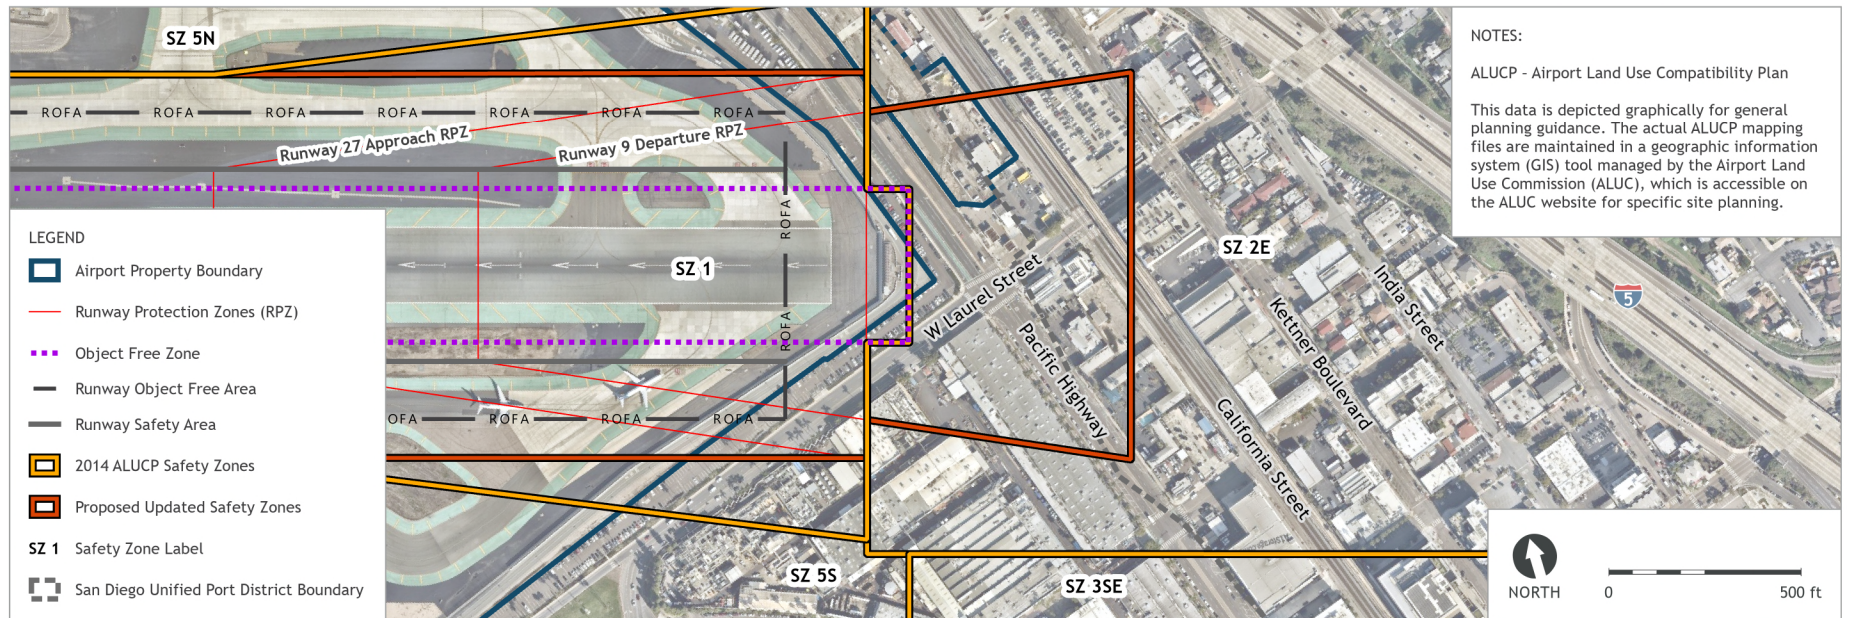 SZ 5N
ROFA ROFA ROFA ROFA ROFA ROFA ROFA
Runway 27 Approach RPZ
Runway 9 Departure RPZ
ROFA
SZ 1
ROFA
OFA ROFA ROFA ROFA
SZ 2E
W Laurel Street
Pacific Highway
California Street
Kettner Boulevard
India Street
5
SZ 5S
SZ 3SE
LEGEND
Airport Property Boundary
Runway Protection Zones (RPZ)
Object Free Zone
Runway Object Free Area
Runway Safety Area
2014 ALUCP Safety Zones
Proposed Updated Safety Zones
SZ 1 Safety Zone Label
San Diego Unified Port District Boundary
NOTES:
ALUCP - Airport Land Use Compatibility Plan
This data is depicted graphically for general
planning guidance. The actual ALUCP mapping
files are maintained in a geographic information
system (GIS) tool managed by the Airport Land
Use Commission (ALUC), which is accessible on
the ALUC website for specific site planning.
NORTH
0 500 ft